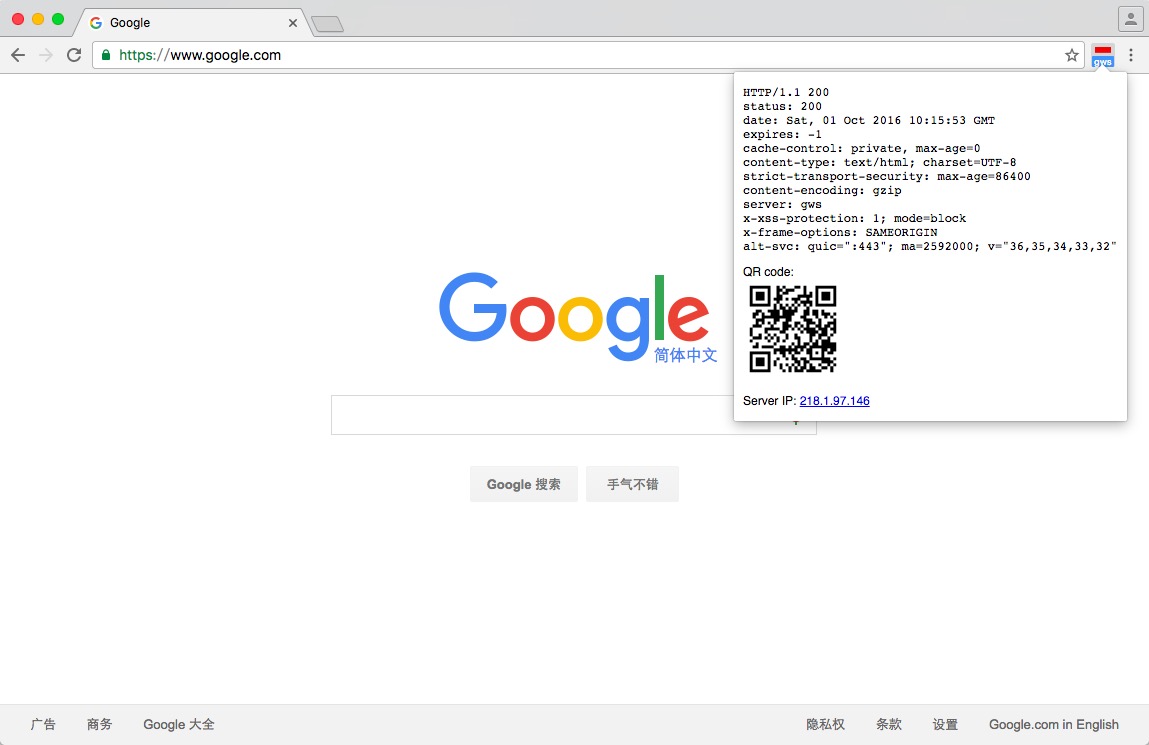 Google
https://www.google.com
gws
HTTP/1.1 200
status: 200
date: Sat, 01 Oct 2016 10:15:53 GMT
expires: -1
cache-control: private, max-age=0
content-type: text/html; charset=UTF-8
strict-transport-security: max-age=86400
content-encoding: gzip
server: gws
x-xss-protection: 1; mode=block
x-frame-options: SAMEORIGIN
alt-svc: quic=":443"; ma=2592000; v="36,35,34,33,32"
QR code:
Server IP: 218.1.97.146
Google
简体中文
Google 搜索 手气不错
广告 商务 Google 大全 隐私权 条款 设置 Google.com in English